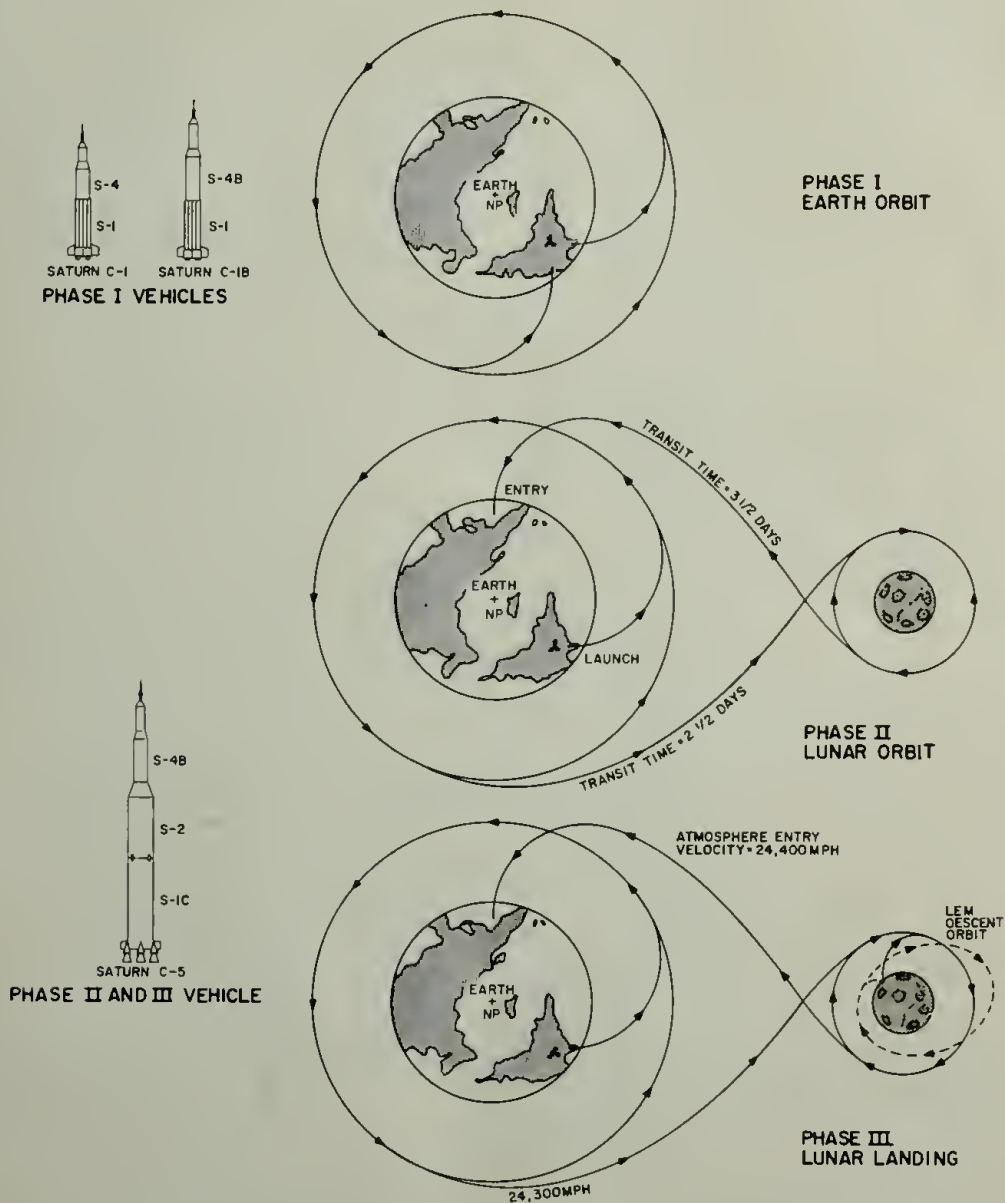 S-4
S-1
SATURN C-1
S-4B
S-1
SATURN C-1B
PHASE I VEHICLES
EARTH
+
NP
PHASE I
EARTH ORBIT
ENTRY
EARTH
+
NP
LAUNCH
TRANSIT TIME = 3 1/2 DAYS
TRANSIT TIME = 2 1/2 DAYS
PHASE II
LUNAR ORBIT
S-4B
S-2
S-1C
SATURN C-5
PHASE II AND III VEHICLE
ATMOSPHERE ENTRY
VELOCITY = 24,400 MPH
LEM
DESCENT
ORBIT
EARTH
+
NP
24,300 MPH
PHASE III
LUNAR LANDING